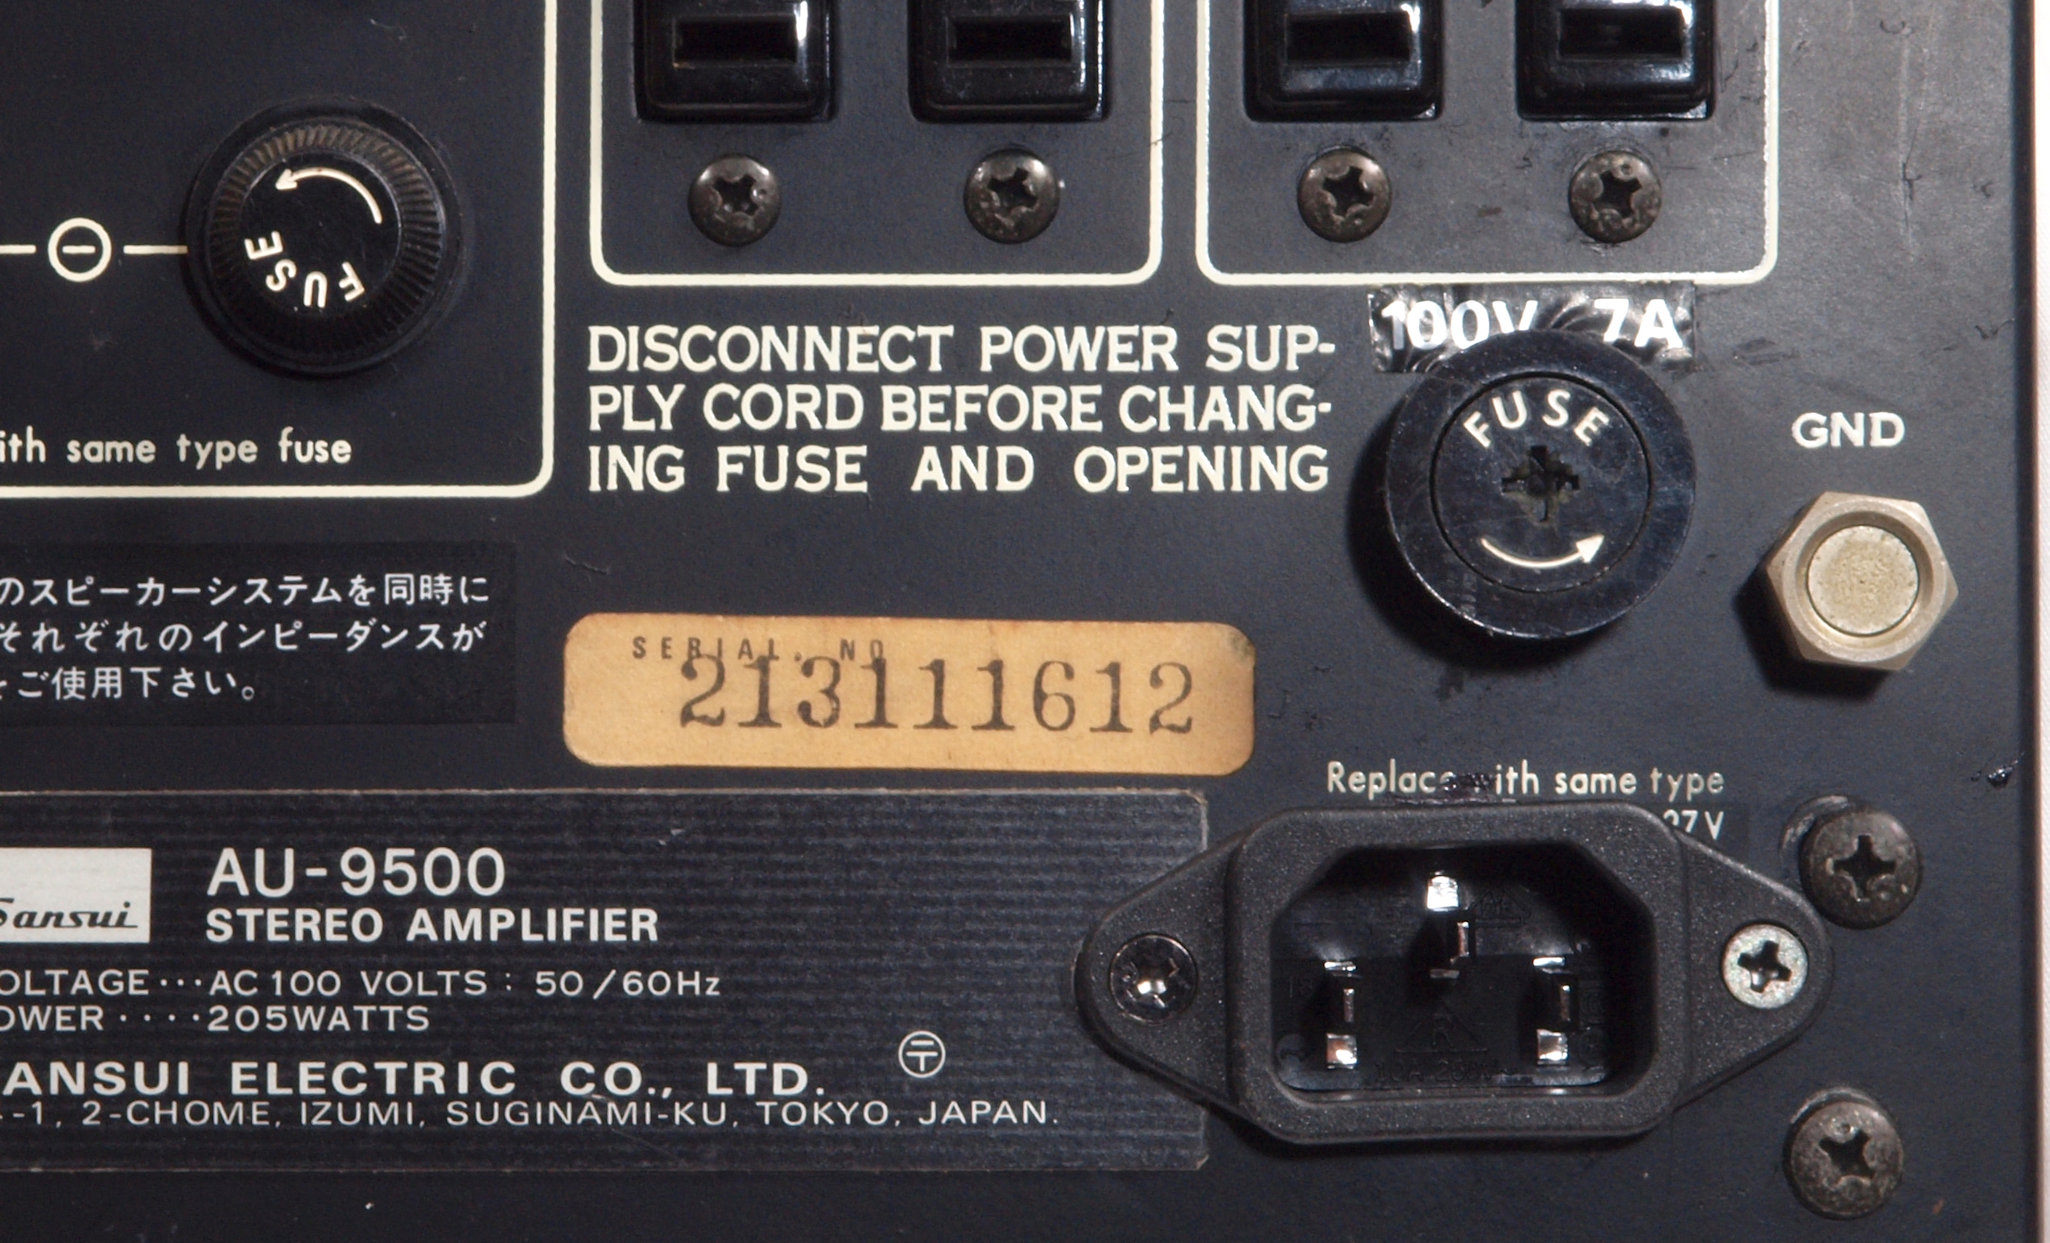 FUSE
ith same type fuse
DISCONNECT POWER SUP-
PLY CORD BEFORE CHANG-
ING FUSE AND OPENING
100V 7A
FUSE
GND
のスピーカーシステムを同時に
それぞれのインピーダンスが
ご使用下さい。
SERIAL. NO
213111612
Replace with same type
27V
Sansui
AU-9500
STEREO AMPLIFIER
OLTAGE···AC 100 VOLTS : 50/60Hz
OWER ····205WATTS
ANSUI ELECTRIC CO., LTD.
-1, 2-CHOME, IZUMI, SUGINAMI-KU, TOKYO, JAPAN.